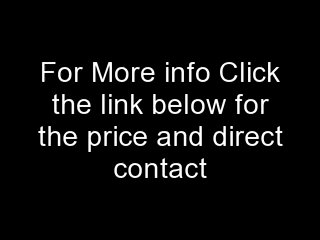 For More info Click
the link below for
the price and direct
contact